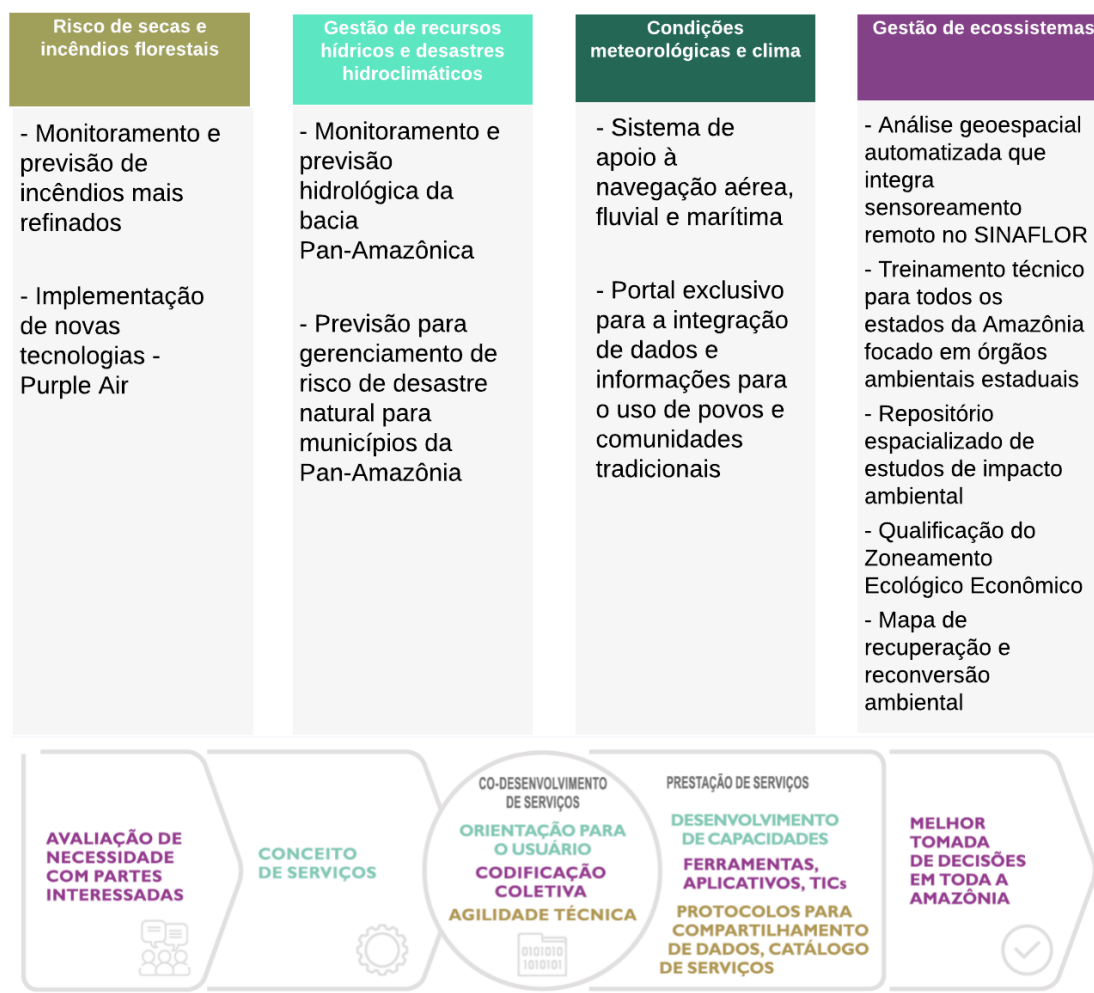 Risco de secas e
incêndios florestais
- Monitoramento e
previsão de
incêndios mais
refinados
- Implementação
de novas
tecnologias -
Purple Air
Gestão de recursos
hídricos e desastres
hidroclimáticos
- Monitoramento e
previsão
hidrológica da
bacia
Pan-Amazônica
- Previsão para
gerenciamento de
risco de desastre
natural para
municípios da
Pan-Amazônia
Condições
meteorológicas e clima
- Sistema de
apoio à
navegação aérea,
fluvial e marítima
- Portal exclusivo
para a integração
de dados e
informações para
o uso de povos e
comunidades
tradicionais
Gestão de ecossistemas
- Análise geoespacial
automatizada que
integra
sensoreamento
remoto no SINAFLOR
- Treinamento técnico
para todos os
estados da Amazônia
focado em órgãos
ambientais estaduais
- Repositório
espacializado de
estudos de impacto
ambiental
- Qualificação do
Zoneamento
Ecológico Econômico
- Mapa de
recuperação e
reconversão
ambiental
AVALIAÇÃO DE
NECESSIDADE
COM PARTES
INTERESSADAS
CONCEITO
DE SERVIÇOS
CO-DESENVOLVIMENTO
DE SERVIÇOS
ORIENTAÇÃO PARA
O USUÁRIO
CODIFICAÇÃO
COLETIVA
AGILIDADE TÉCNICA
0101010
1010101
PRESTAÇÃO DE SERVIÇOS
DESENVOLVIMENTO
DE CAPACIDADES
FERRAMENTAS,
APLICATIVOS, TICs
PROTOCOLOS PARA
COMPARTILHAMENTO
DE DADOS, CATÁLOGO
DE SERVIÇOS
MELHOR
TOMADA
DE DECISÕES
EM TODA A
AMAZÔNIA